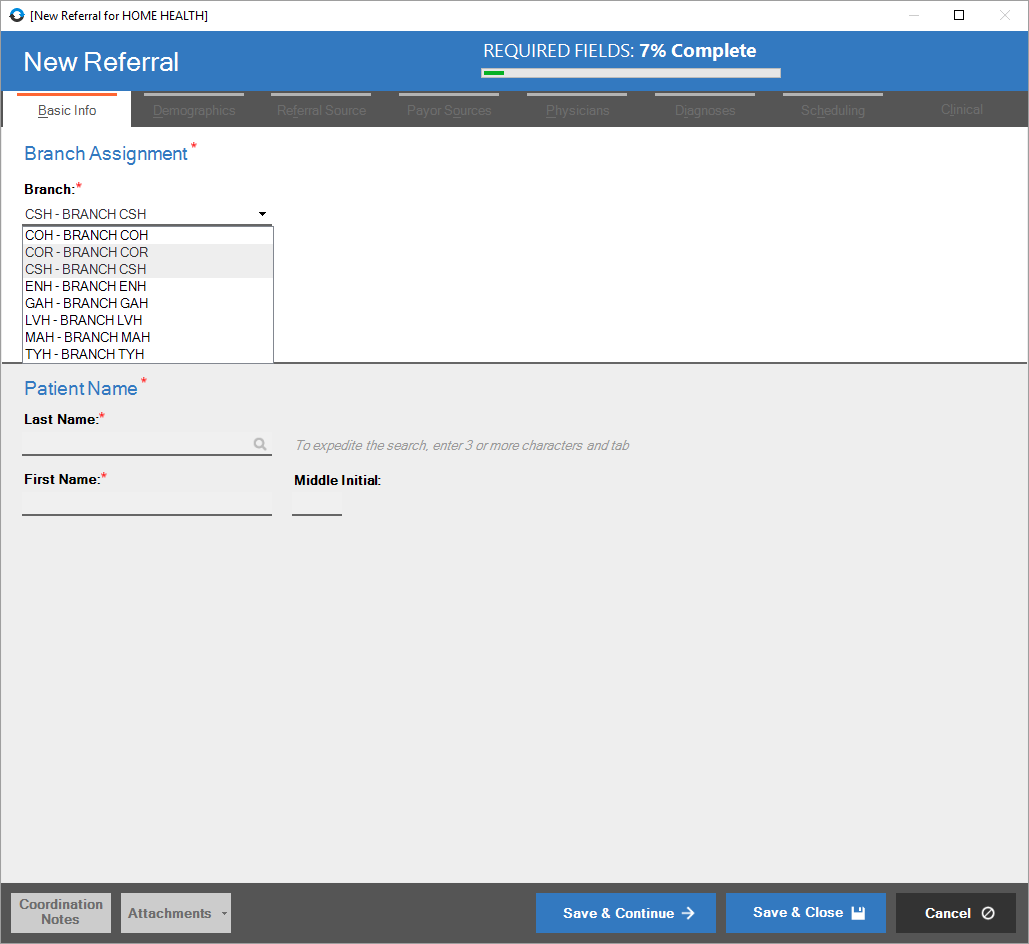 [New Referral for HOME HEALTH]
New Referral
REQUIRED FIELDS: 7% Complete
Basic Info Demographics Referral Source Payor Sources Physicians Diagnoses Scheduling Clinical
Branch Assignment *
Branch:*
CSH - BRANCH CSH
COH - BRANCH COH
COR - BRANCH COR
CSH - BRANCH CSH
ENH - BRANCH ENH
GAH - BRANCH GAH
LVH - BRANCH LVH
MAH - BRANCH MAH
TYH - BRANCH TYH
Patient Name *
Last Name:*
To expedite the search, enter 3 or more characters and tab
First Name:* Middle Initial:
Coordination
Notes
Attachments
Save & Continue
Save & Close
Cancel